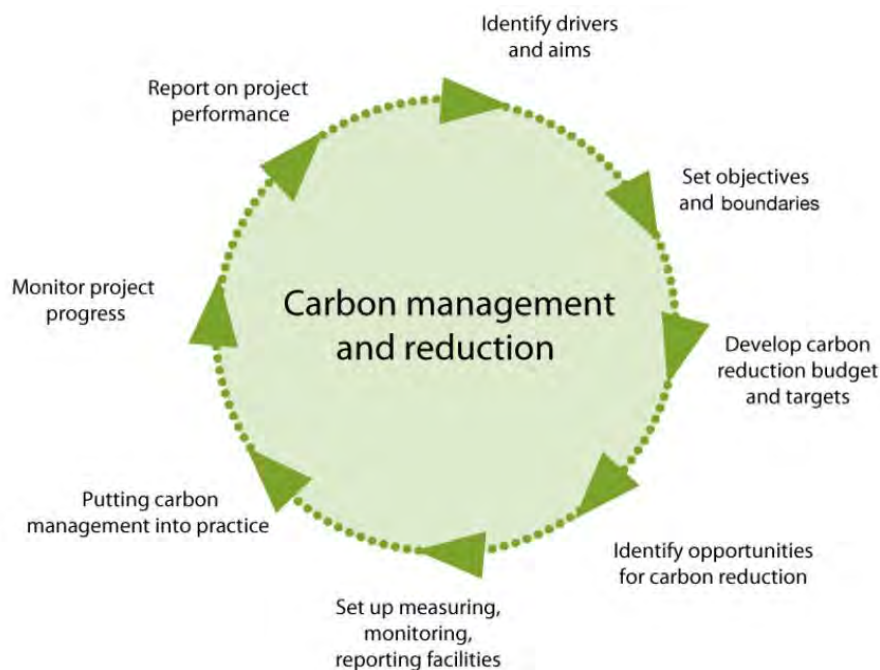 Identify drivers
and aims
Set objectives
and boundaries
Develop carbon
reduction budget
and targets
Identify opportunities
for carbon reduction
Set up measuring,
monitoring,
reporting facilities
Putting carbon
management into practice
Monitor project
progress
Report on project
performance
Carbon management
and reduction